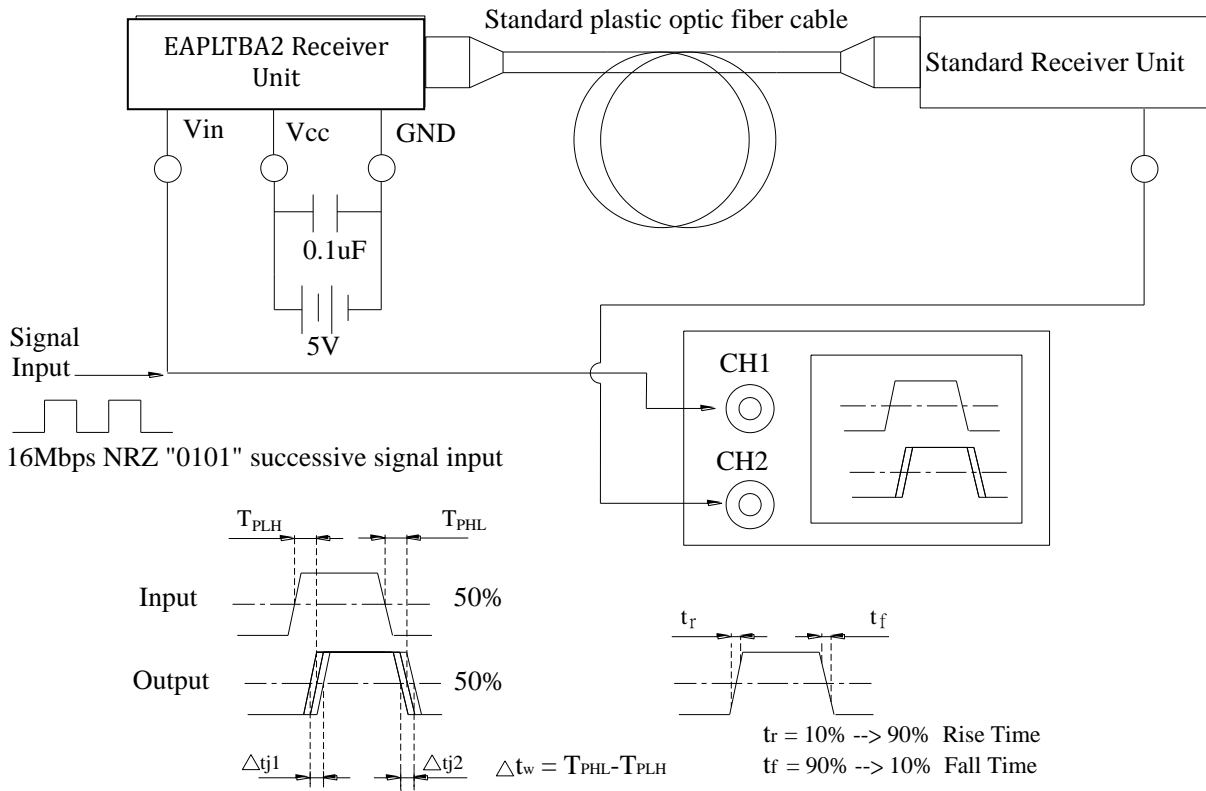 Standard plastic optic fiber cable
EAPLTBA2 Receiver
Unit
Standard Receiver Unit
Vin
Vcc
GND
0.1uF
5V
Signal
Input
16Mbps NRZ "0101" successive signal input
CH1
CH2
TPLH
TPHL
Input
50%
Output
50%
△tj1
△tj2
△tw = TPHL-TPLH
tr
tf
tr = 10% --> 90% Rise Time
tf = 90% --> 10% Fall Time